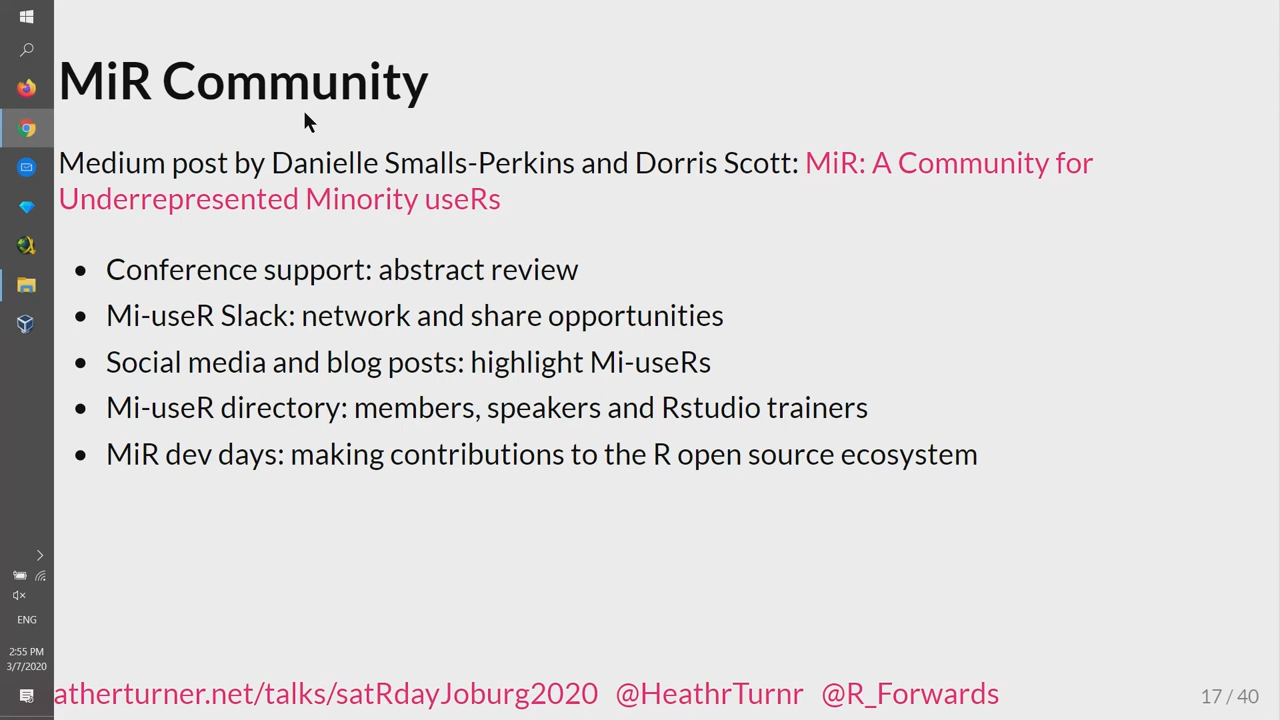 MiR Community
Medium post by Danielle Smalls-Perkins and Dorris Scott: MiR: A Community for
Underrepresented Minority useRs
• Conference support: abstract review
• Mi-useR Slack: network and share opportunities
• Social media and blog posts: highlight Mi-useRs
• Mi-useR directory: members, speakers and Rstudio trainers
• MiR dev days: making contributions to the R open source ecosystem
ENG
2:55 PM
3/7/2020
atherturner.net/talks/satRdayJoburg2020 @HeathrTurnr @R_Forwards
17 / 40